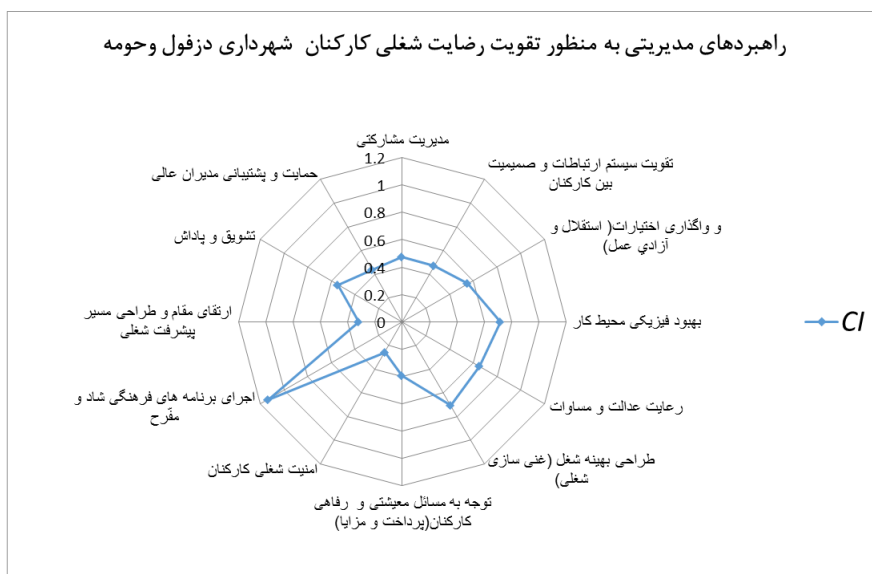 راهبردهای مدیریتی به منظور تقویت رضایت شغلی کارکنان شهرداری دزفول وحومه
مدیریت مشارکتی
تقویت سیستم ارتباطات و صمیمیت
بین کارکنان
و واگذاری اختیارات( استقلال و
آزادي عمل)
بهبود فیزیکی محیط کار
رعایت عدالت و مساوات
طراحی بهینه شغل (غنی سازی
شغلی)
توجه به مسائل معیشتی و رفاهی
کارکنان(پرداخت و مزایا)
امنیت شغلی کارکنان
اجرای برنامه های فرهنگی شاد و
مفّرح
ارتقای مقام و طراحی مسیر
پیشرفت شغلی
تشویق و پاداش
حمایت و پشتیبانی مدیران عالی
1.2
1
0.8
0.6
0.4
0.2
0
CI